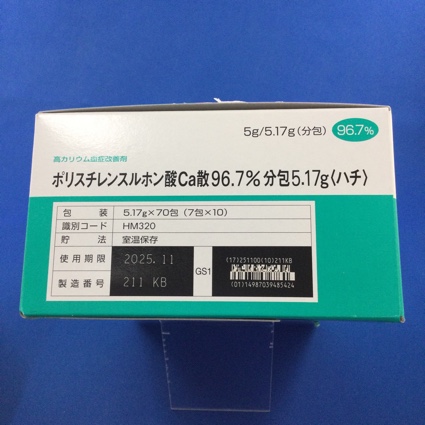 5g/5.17g(分包) 96.7%
高カリウム血症改善剤
ポリスチレンスルホン酸Ca散96.7%分包5.17g〈ハチ〉
包装 5.17g×70包 (7包×10)
識別コード HM320
貯法 室温保存
使用期限 2025.11
製造番号 211 KB
GS1
(17)251100(10)211KB
(01)14987039485424